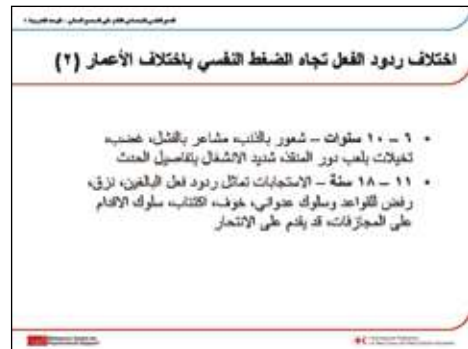 اختلاف ردود الفعل تجاه الضغط النفسي باختلاف الأعمار (٢)
• ٦ – ١٠ سنوات – شعور بالذنب، مشاعر بالفشل، غضب،
تخيلات بلعب دور المنقذ، شديد الانشغال بتفاصيل الحدث
• ١١ – ١٨ سنة – الاستجابات تماثل ردود فعل البالغين، نزق،
رفض للقواعد وسلوك عدواني، خوف، اكتئاب، سلوك الاقدام
على المجازفات، قد يقدم على الانتحار